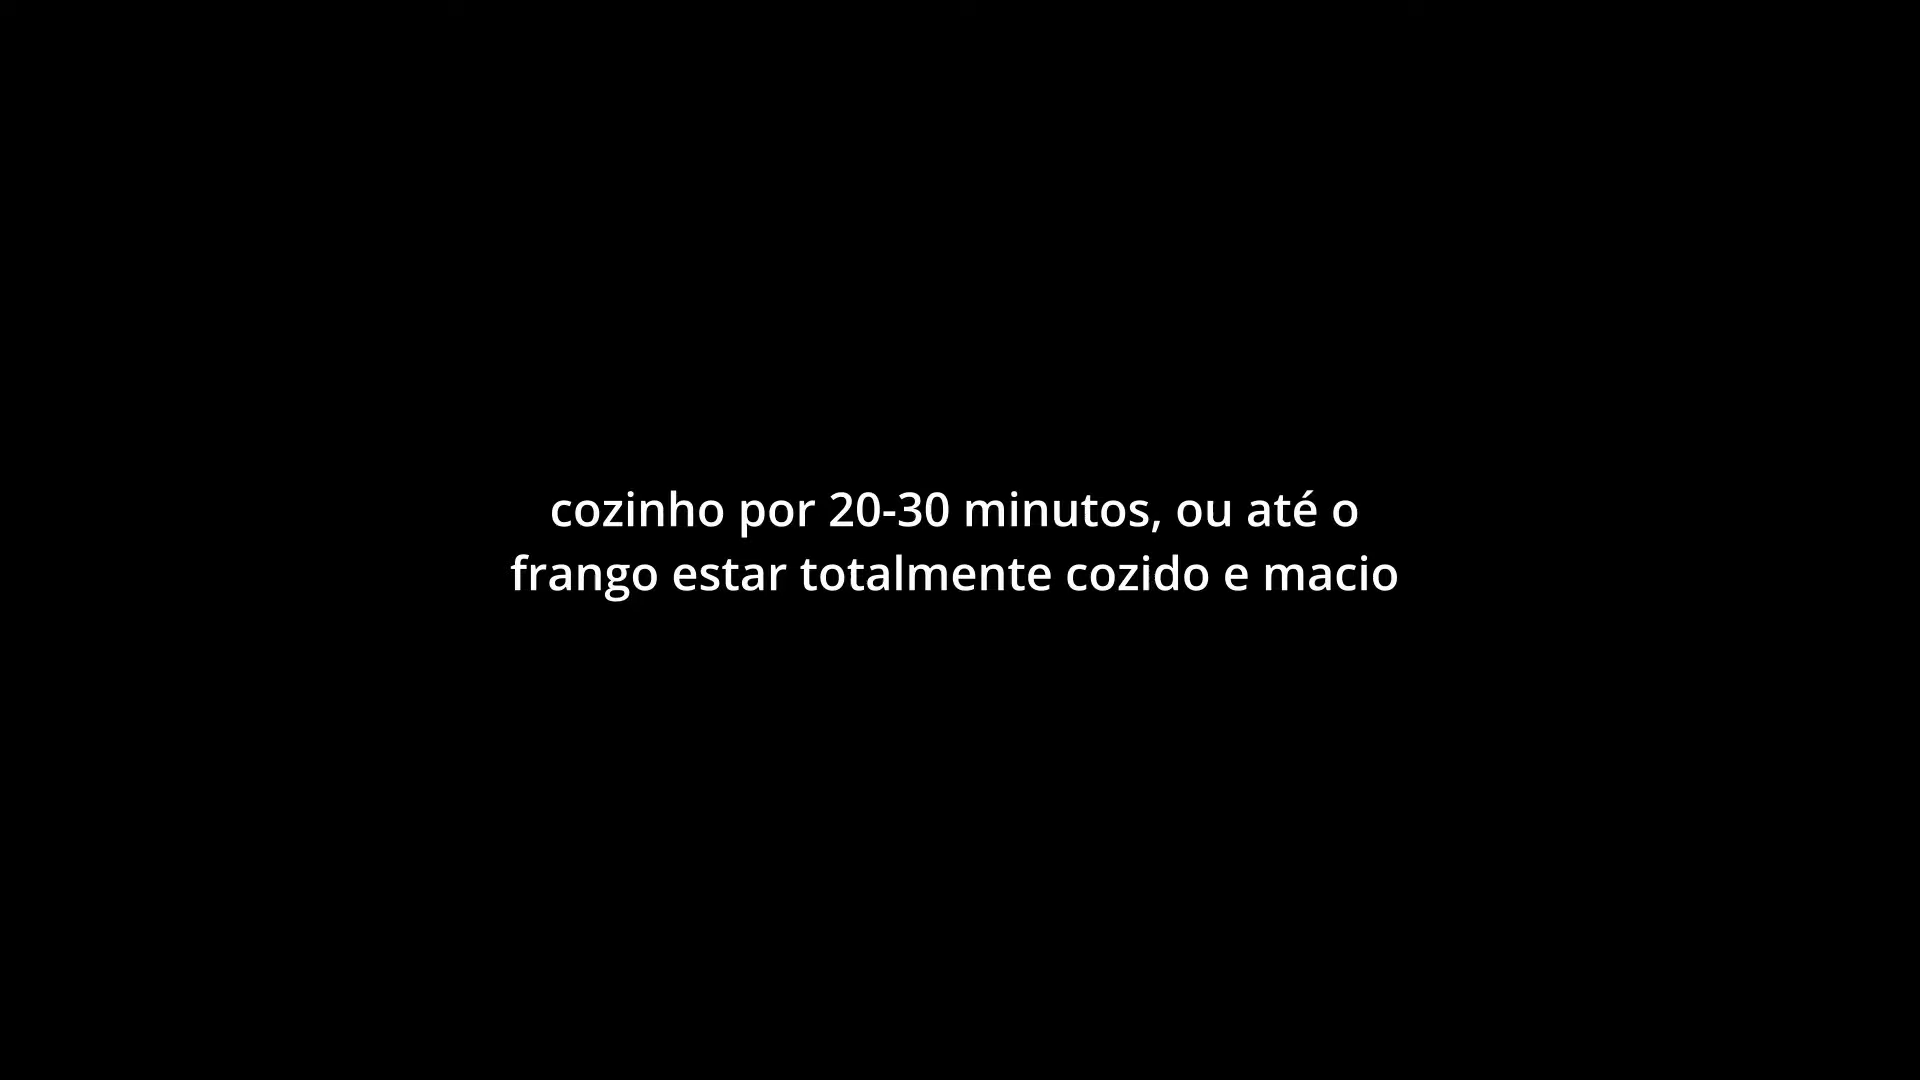 cozinho por 20-30 minutos, ou até o
frango estar totalmente cozido e macio